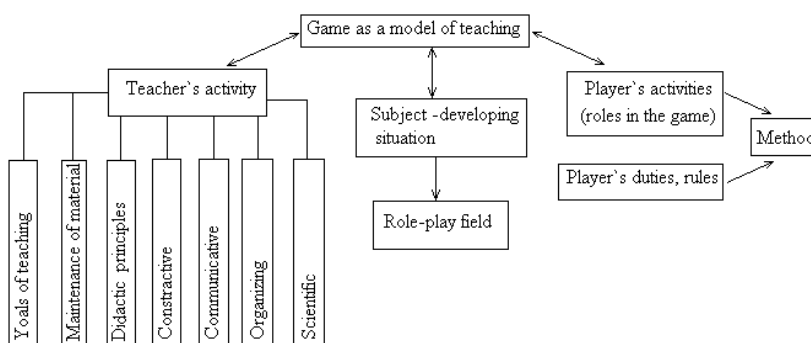 Game as a model of teaching
Teacher`s activity
Subject -developing
situation
Player`s activities
(roles in the game)
Method
Player`s duties, rules
Role-play field
Yoals of teaching
Maintenance of material
Didactic principles
Constractive
Communicative
Organizing
Scientific